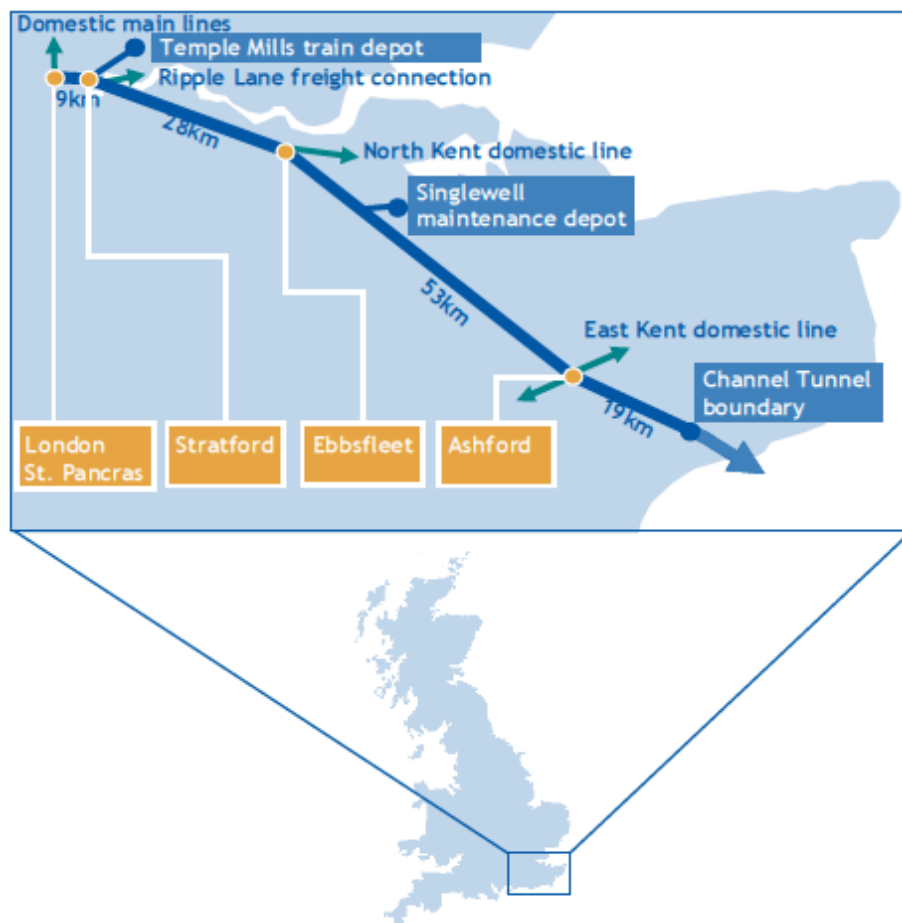 Domestic main lines
Temple Mills train depot
Ripple Lane freight connection
9km
28km
North Kent domestic line
Singlewell
maintenance depot
53km
East Kent domestic line
Channel Tunnel
boundary
19km
London
St. Pancras
Stratford
Ebbsfleet
Ashford